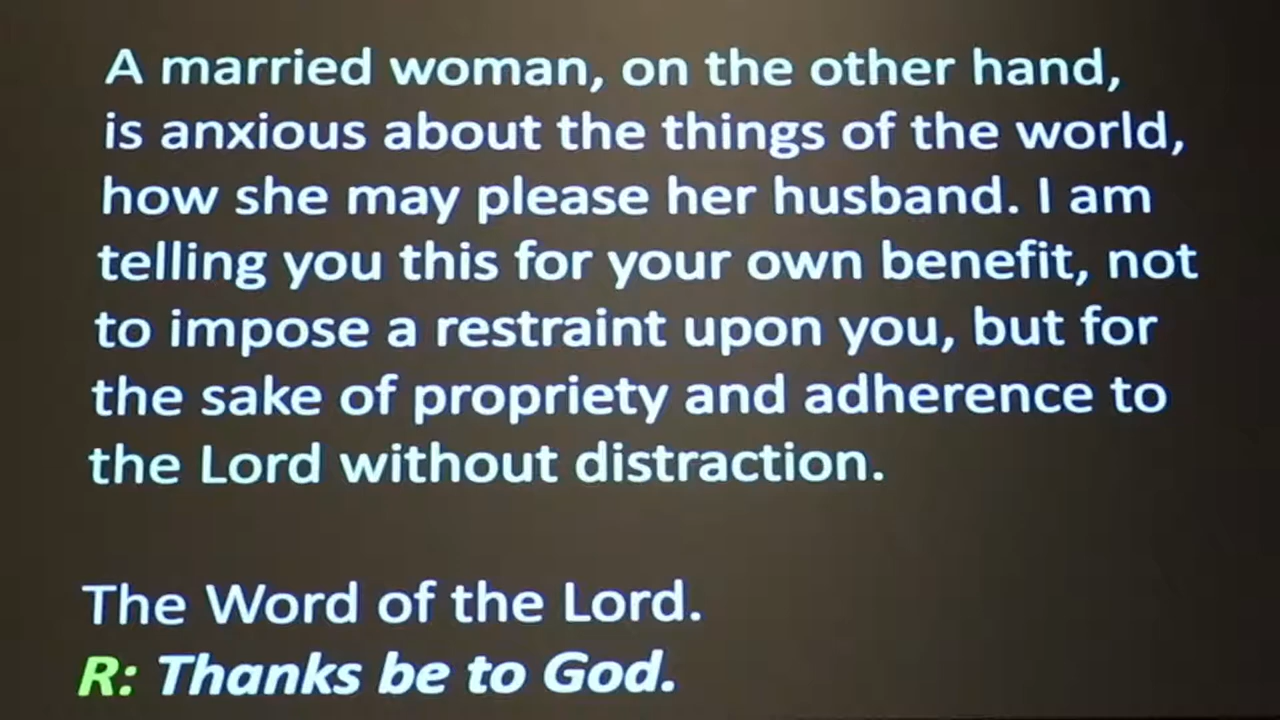 A married woman, on the other hand,
is anxious about the things of the world,
how she may please her husband. I am
telling you this for your own benefit, not
to impose a restraint upon you, but for
the sake of propriety and adherence to
the Lord without distraction.
The Word of the Lord.
R: Thanks be to God.